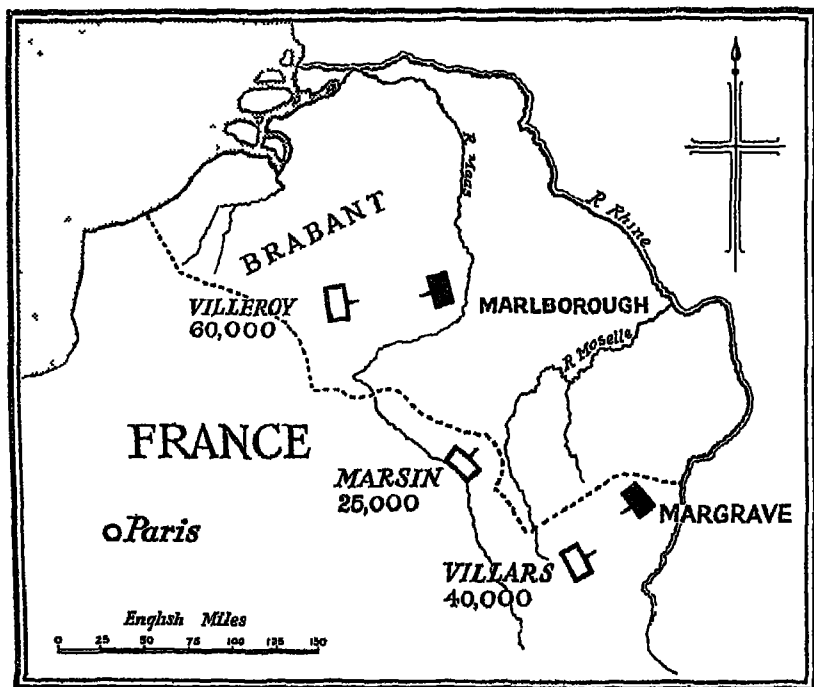 R Maas
R Rhine
BRABANT
VILLEROY
60,000
MARLBOROUGH
R Moselle
FRANCE
MARSIN
25,000
MARGRAVE
Paris
VILLARS
40,000
English Miles
0 25 50 75 100 125 150